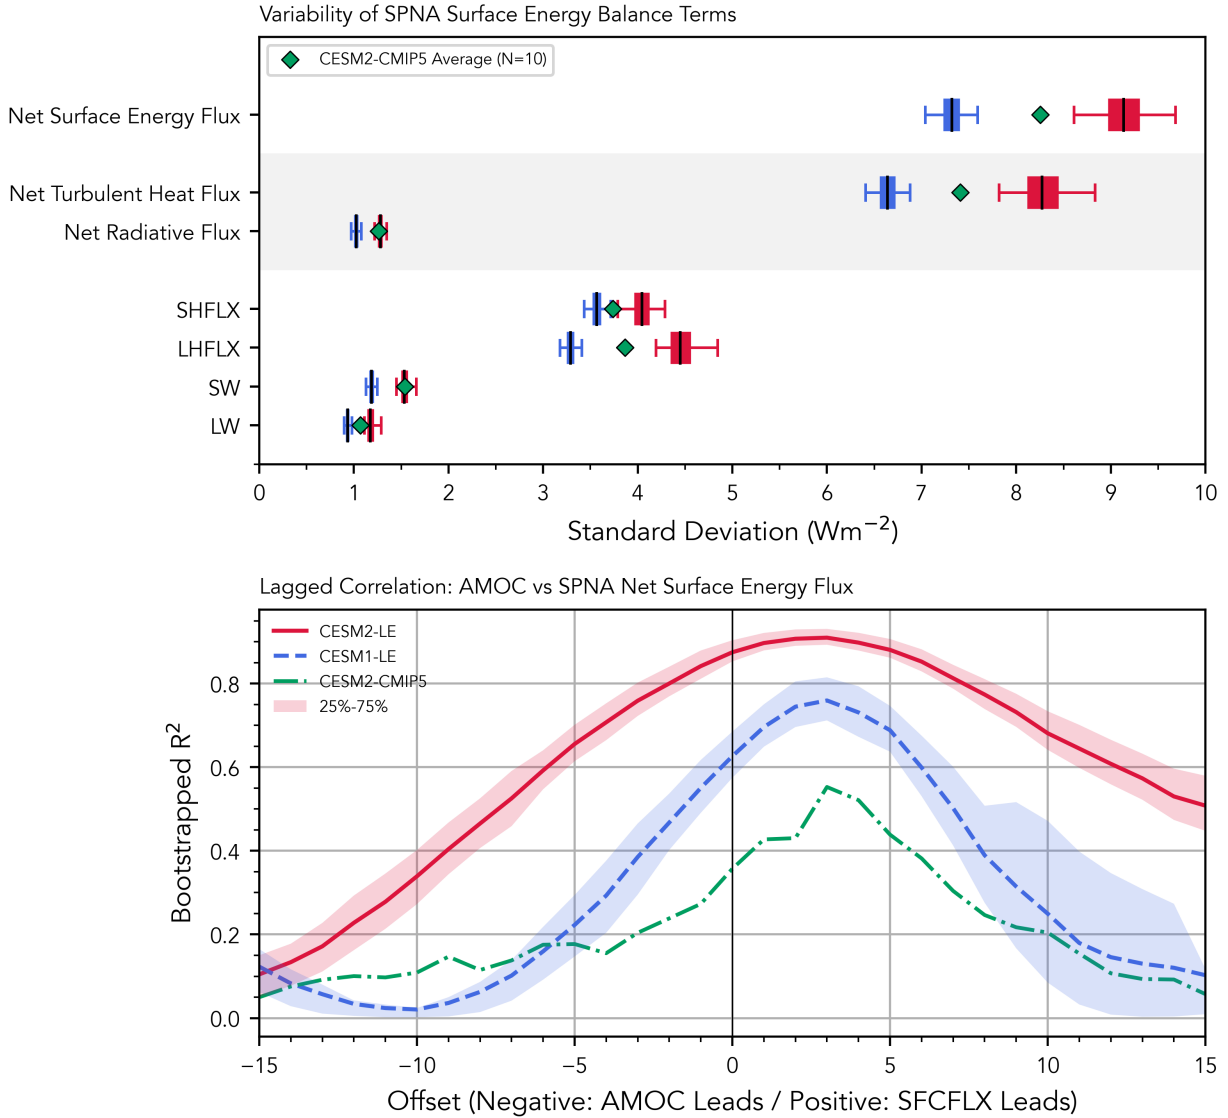 Variability of SPNA Surface Energy Balance Terms
CESM2-CMIP5 Average (N=10)
Net Surface Energy Flux
Net Turbulent Heat Flux
Net Radiative Flux
SHFLX
LHFLX
SW
LW
0 1 2 3 4 5 6 7 8 9 10
Standard Deviation (Wm⁻²)
Lagged Correlation: AMOC vs SPNA Net Surface Energy Flux
CESM2-LE
CESM1-LE
CESM2-CMIP5
25%-75%
0.8
0.6
0.4
0.2
0.0
Bootstrapped R²
−15 −10 −5 0 5 10 15
Offset (Negative: AMOC Leads / Positive: SFCFLX Leads)